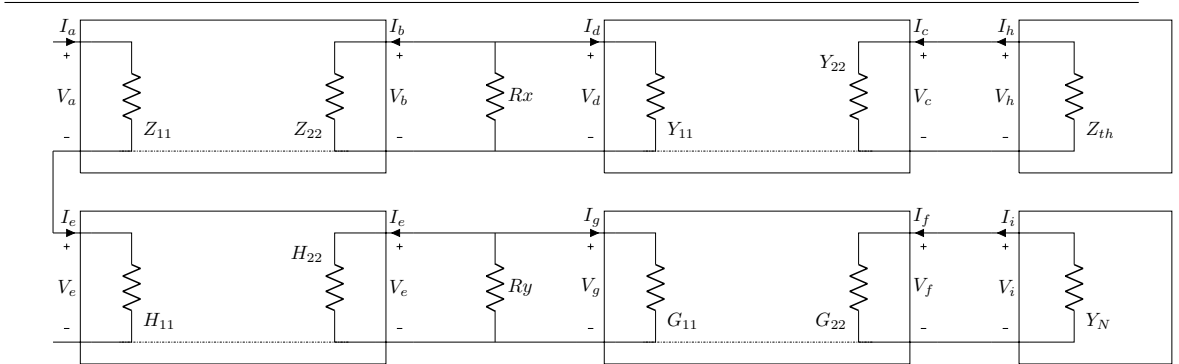 I_a I_b I_d I_c I_h
+ + + + +
Y_22
V_a V_b Rx V_d V_c V_h
Z_11 Z_22 Y_11 Z_th
- - - - -
I_e I_e I_g I_f I_i
+ + + + +
H_22
V_e V_e Ry V_g V_f V_i
H_11 G_11 G_22 Y_N
- - - - -